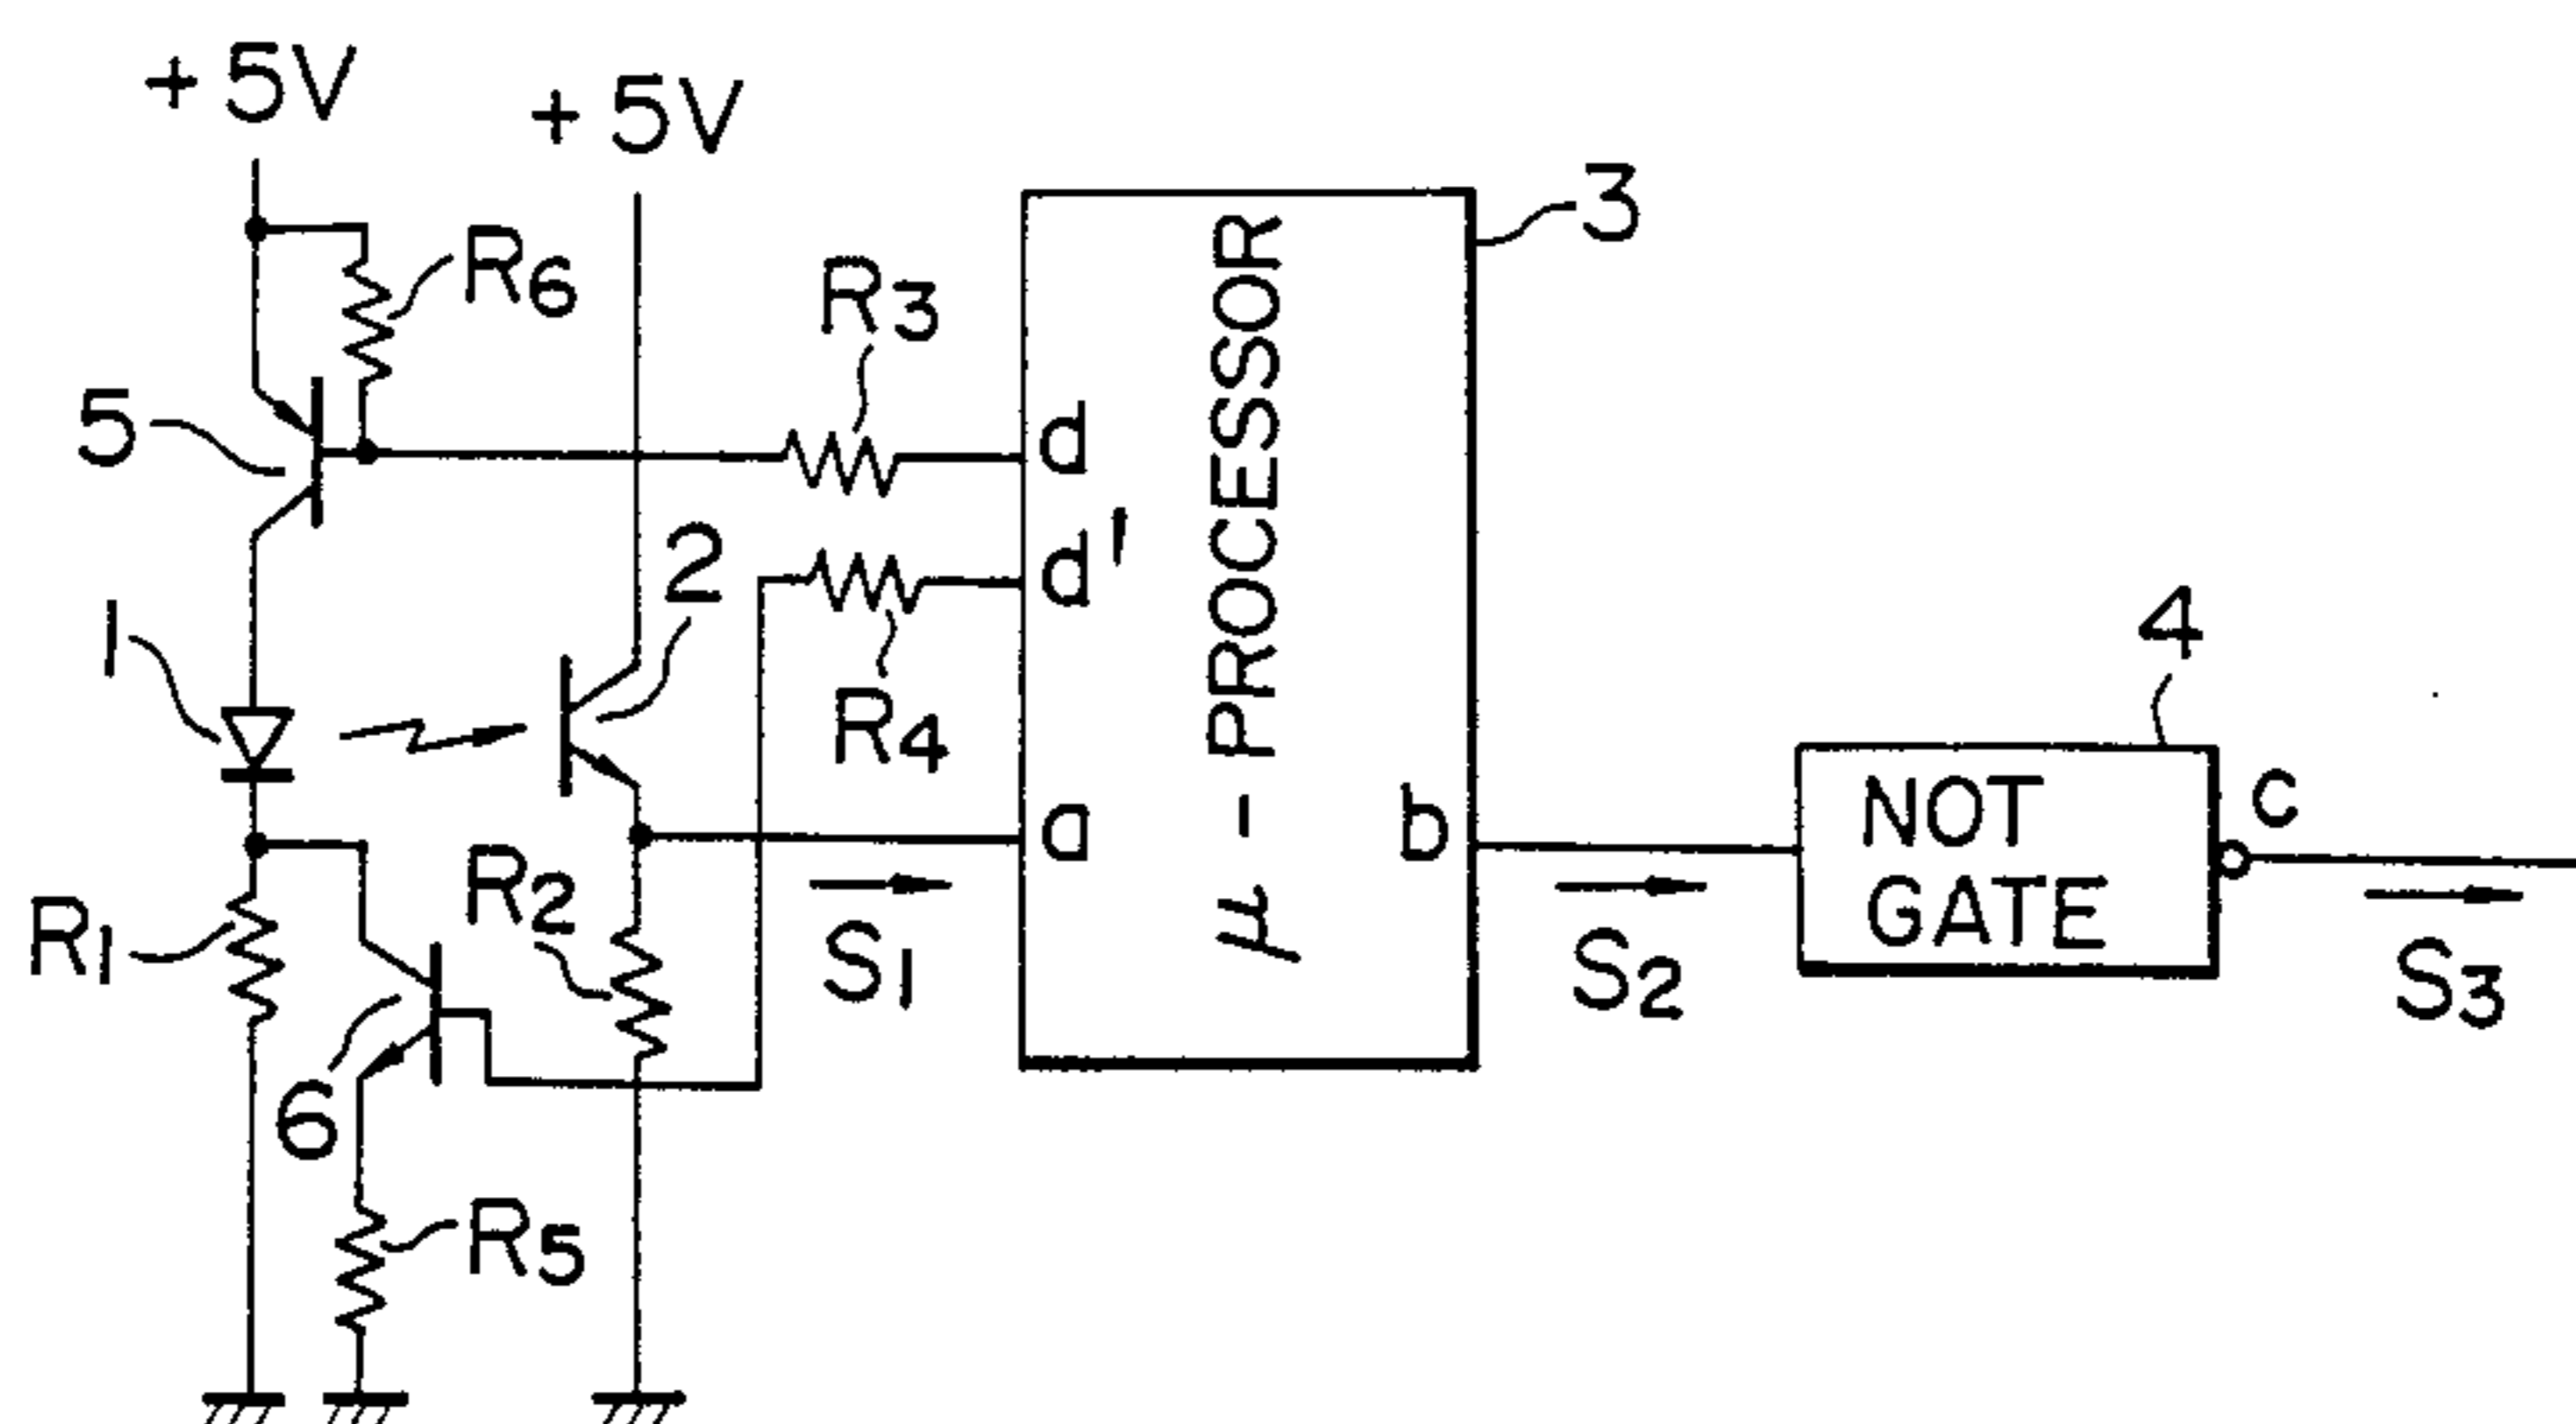 +5V
+5V
3
R6
R3
5
d
d'
2
1
R4
μ-PROCESSOR
4
a
b
NOT
GATE
c
R1
R2
S1
S2
S3
6
R5